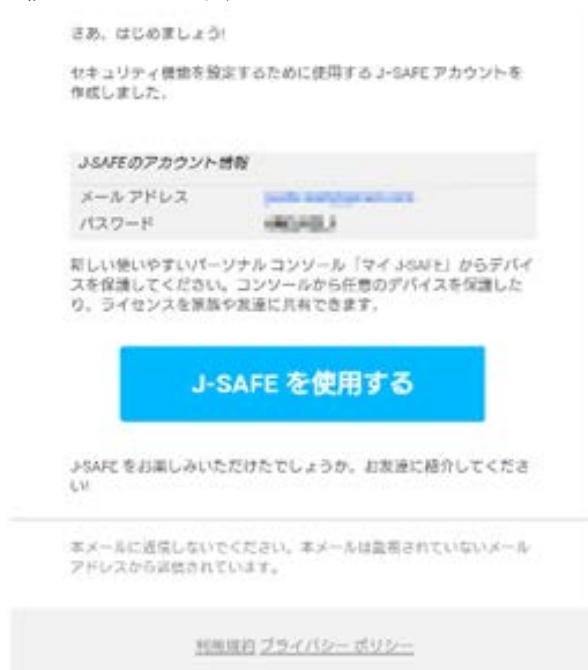 さあ、はじめましょう!
セキュリティ機能を設定するために使用する J-SAFE アカウントを
作成しました。
J-SAFEのアカウント情報
メール アドレス
パスワード
新しい使いやすいパーソナル コンソール「マイ J-SAFE」からデバイ
スを保護してください。コンソールから任意のデバイスを保護した
り、ライセンスを家族や友達に共有できます。
J-SAFE を使用する
J-SAFE をお楽しみいただけたでしょうか。お友達に紹介してくださ
い!
本メールに返信しないでください。本メールは監視されていないメール
アドレスから送信されています。
利用規約 プライバシー ポリシー